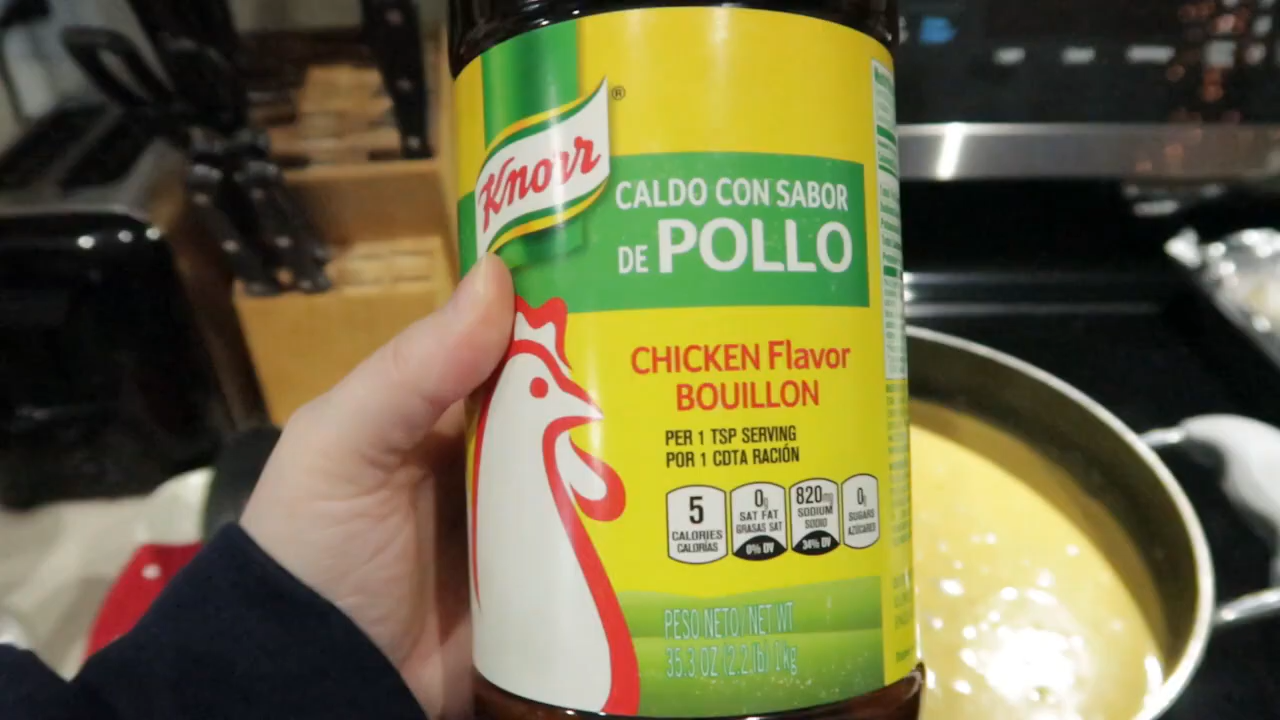 Knorr®
CALDO CON SABOR
DE POLLO
CHICKEN Flavor
BOUILLON
PER 1 TSP SERVING
POR 1 CDTA RACIÓN
5
CALORIES
CALORÍAS
0g
SAT FAT
GRASAS SAT
0% DV
820mg
SODIUM
SODIO
34% DV
0g
SUGARS
AZÚCARES
PESO NETO/NET WT
35.3 OZ (2.2 lb) 1 kg